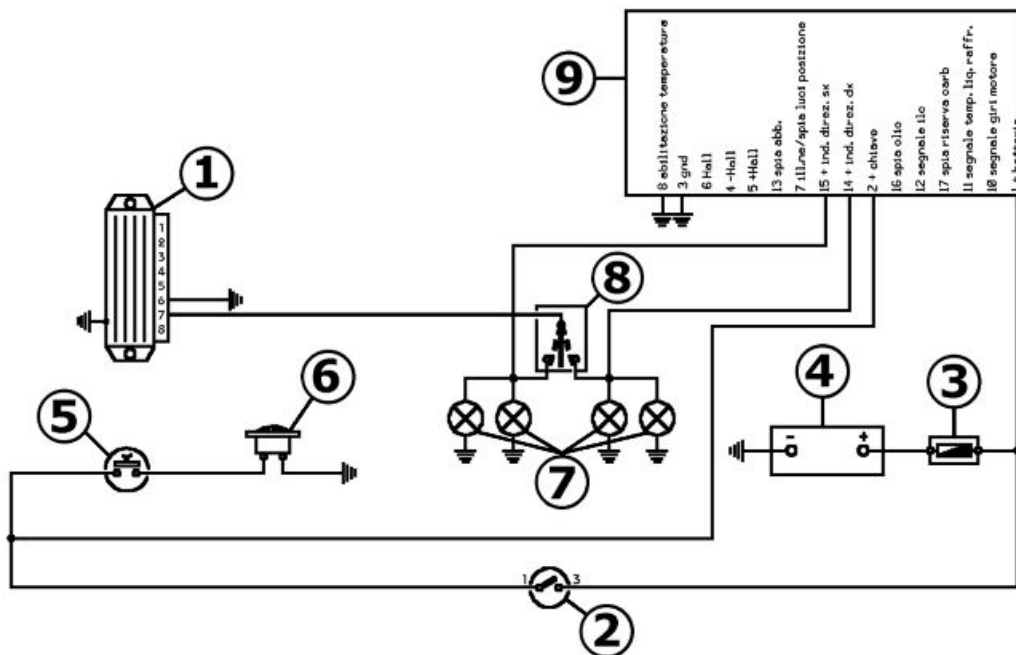 9
8 abilitazione temperatura
3 gnd
6 Hall
4 -Hall
5 +Hall
13 spia abb.
7 ill.ne/spia luci posizione
15 + ind. direz. sx
14 + ind. direz. dx
2 + chiave
16 spia olio
12 segnale ilc
17 spia riserva carb
11 segnale temp. liq. raffr.
10 segnale giri motore
1
1
2
3
4
5
6
7
8
8
6
5
7
4
3
- +
1 3
2